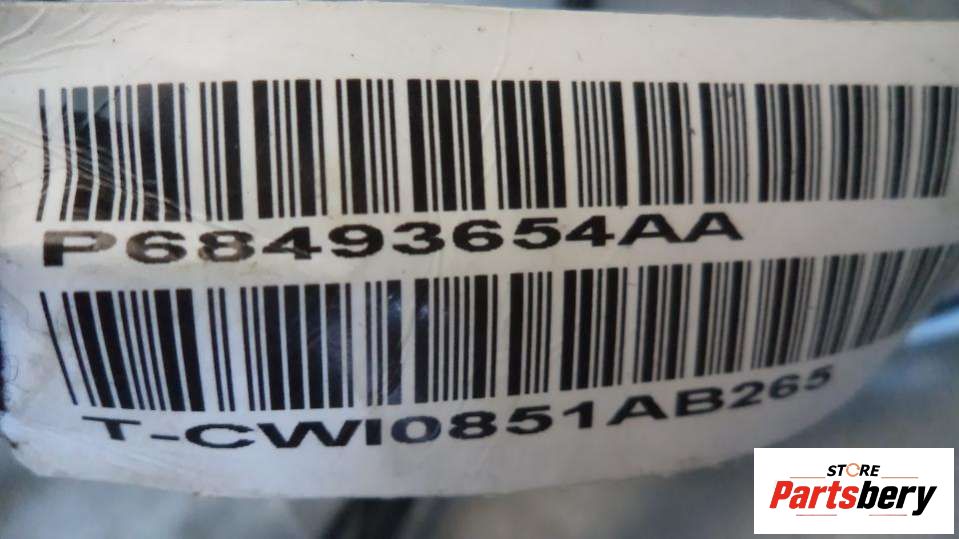 P68493654AA
T-CWI0851AB265
STORE
Partsbery